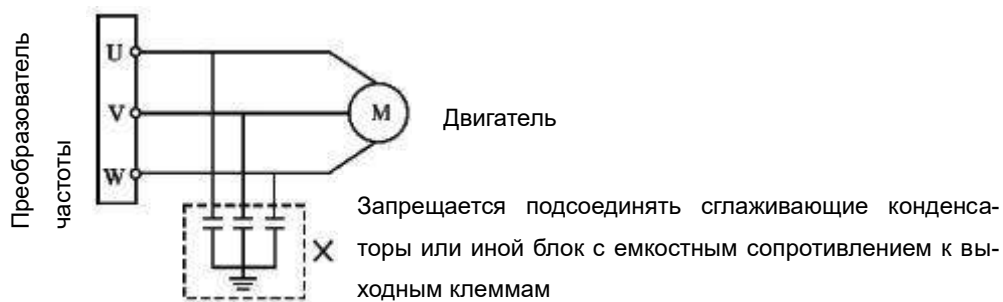 Преобразователь
частоты
U
V
W
M
Двигатель
Запрещается подсоединять сглаживающие конденса-
торы или иной блок с емкостным сопротивлением к вы-
ходным клеммам